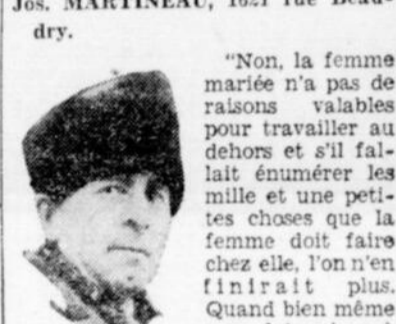 Jos. MARTINEAU, 1621 rue Beau-
dry.
"Non, la femme
mariée n'a pas de
raisons valables
pour travailler au
dehors et s'il fal-
lait énumérer les
mille et une peti-
tes choses que la
femme doit faire
chez elle, l'on n'en
finirait plus.
Quand bien même